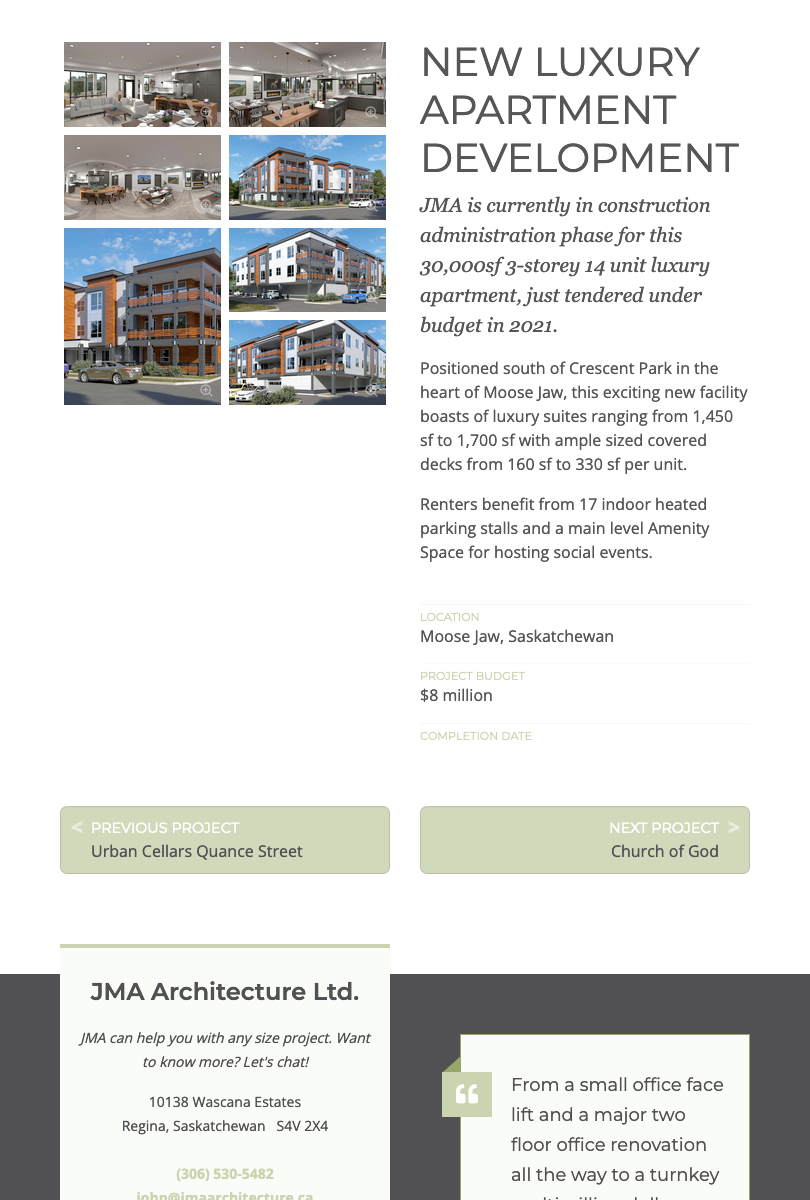 NEW LUXURY
APARTMENT
DEVELOPMENT
JMA is currently in construction
administration phase for this
30,000sf 3-storey 14 unit luxury
apartment, just tendered under
budget in 2021.
Positioned south of Crescent Park in the
heart of Moose Jaw, this exciting new facility
boasts of luxury suites ranging from 1,450
sf to 1,700 sf with ample sized covered
decks from 160 sf to 330 sf per unit.
Renters benefit from 17 indoor heated
parking stalls and a main level Amenity
Space for hosting social events.
LOCATION
Moose Jaw, Saskatchewan
PROJECT BUDGET
$8 million
COMPLETION DATE
< PREVIOUS PROJECT
Urban Cellars Quance Street
NEXT PROJECT >
Church of God
JMA Architecture Ltd.
JMA can help you with any size project. Want
to know more? Let's chat!
10138 Wascana Estates
Regina, Saskatchewan S4V 2X4
(306) 530-5482
john@jmaarchitecture.ca
From a small office face
lift and a major two
floor office renovation
all the way to a turnkey